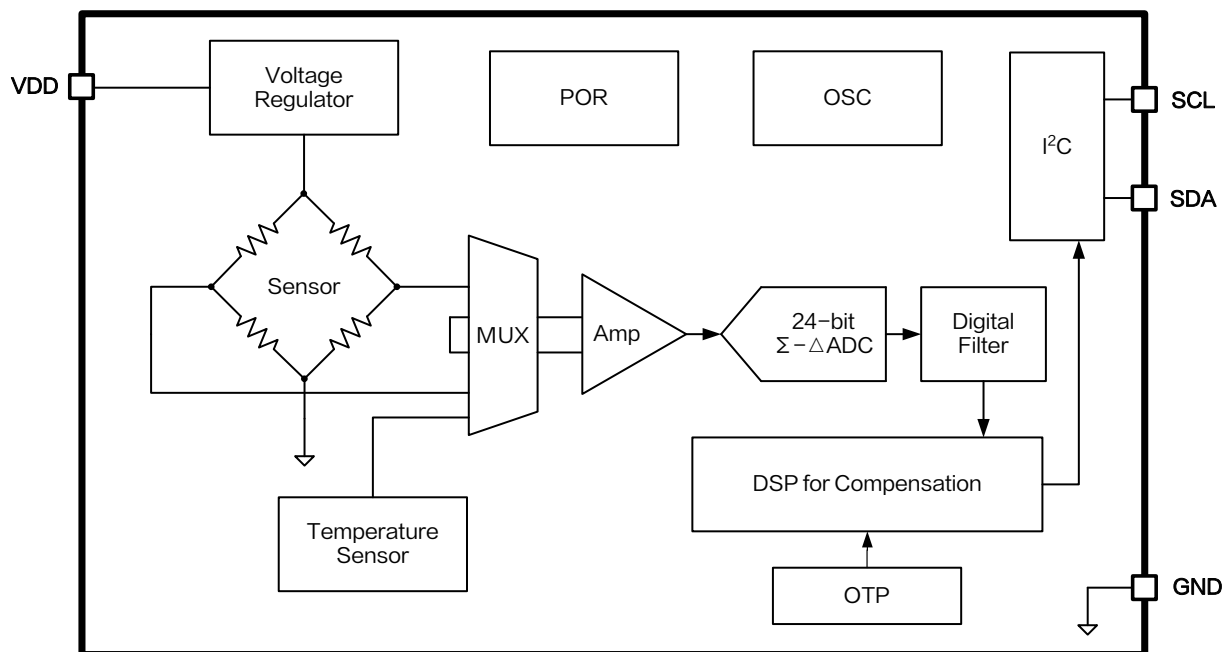 VDD
Voltage
Regulator
POR
OSC
I²C
SCL
SDA
Sensor
MUX
Amp
24-bit
Σ-△ADC
Digital
Filter
DSP for Compensation
Temperature
Sensor
OTP
GND